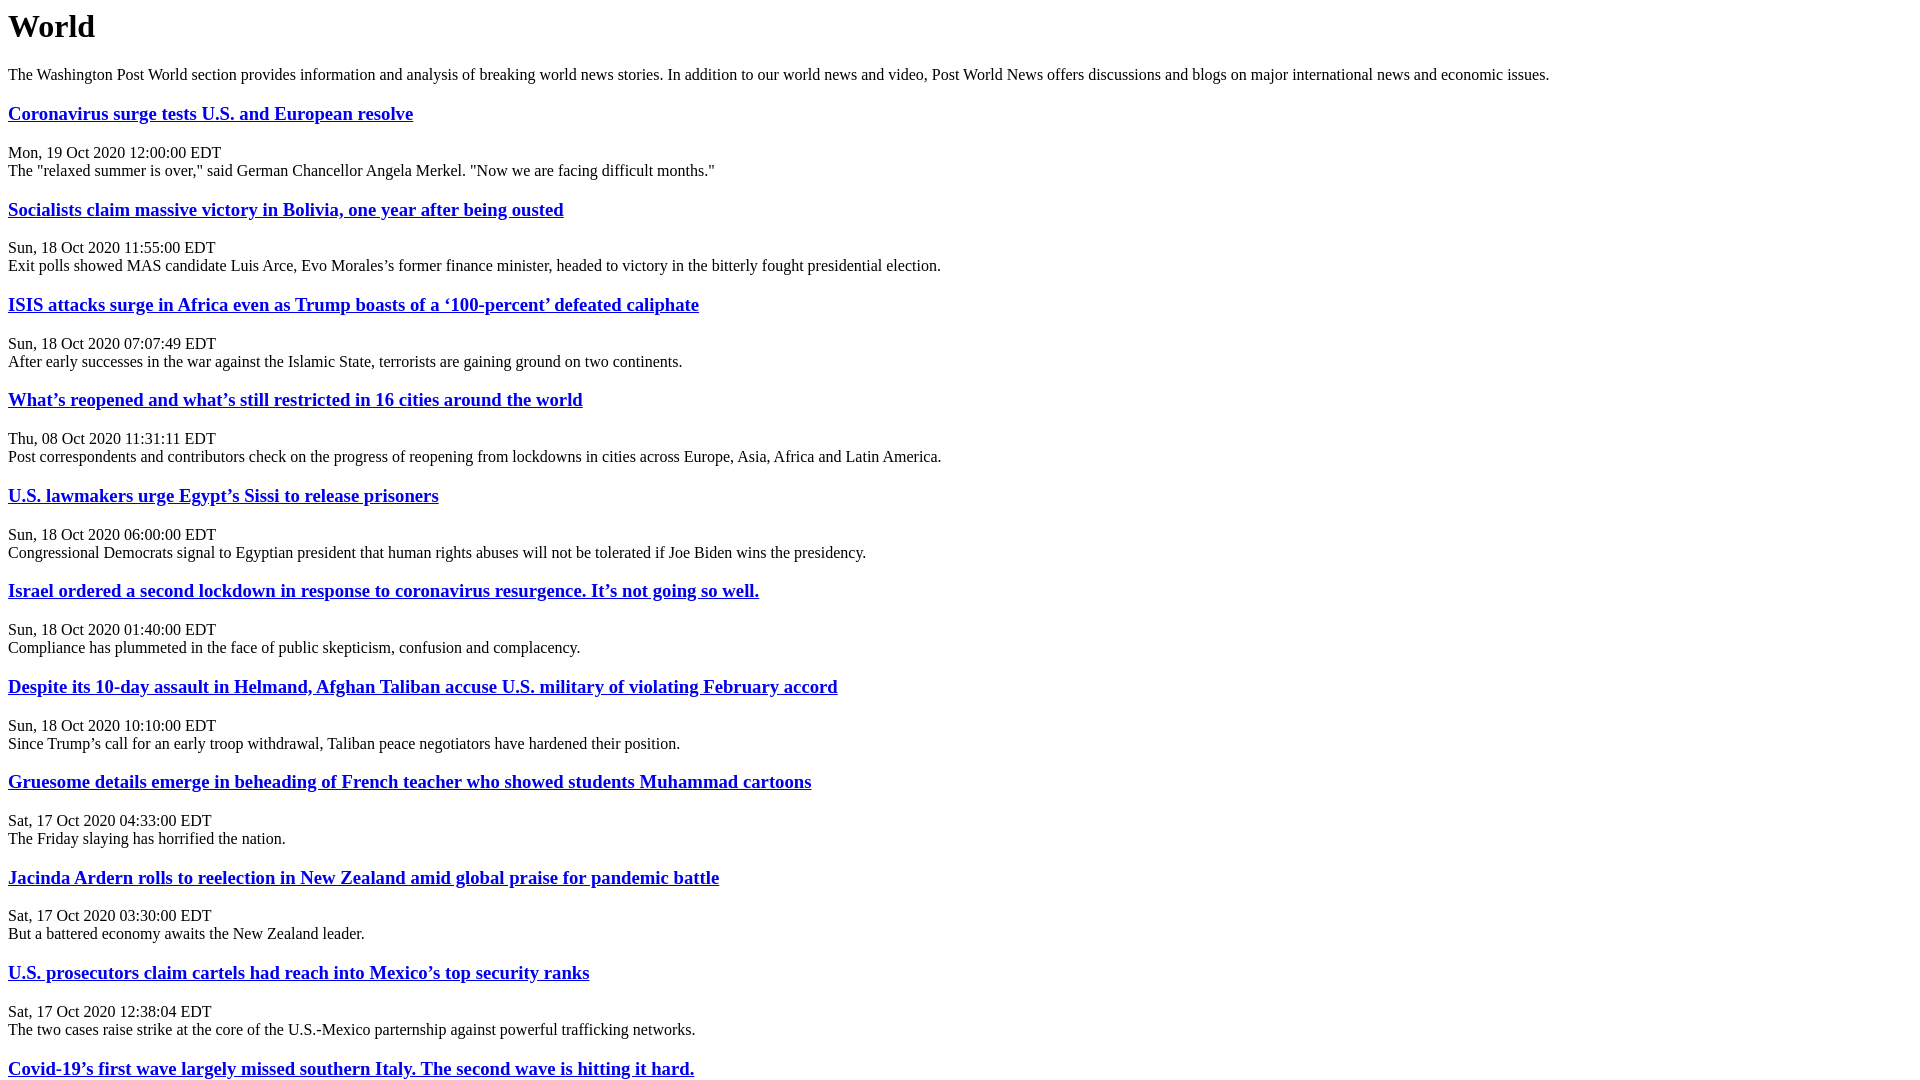 World
The Washington Post World section provides information and analysis of breaking world news stories. In addition to our world news and video, Post World News offers discussions and blogs on major international news and economic issues.
Coronavirus surge tests U.S. and European resolve
Mon, 19 Oct 2020 12:00:00 EDT
The "relaxed summer is over," said German Chancellor Angela Merkel. "Now we are facing difficult months."
Socialists claim massive victory in Bolivia, one year after being ousted
Sun, 18 Oct 2020 11:55:00 EDT
Exit polls showed MAS candidate Luis Arce, Evo Morales’s former finance minister, headed to victory in the bitterly fought presidential election.
ISIS attacks surge in Africa even as Trump boasts of a ‘100-percent’ defeated caliphate
Sun, 18 Oct 2020 07:07:49 EDT
After early successes in the war against the Islamic State, terrorists are gaining ground on two continents.
What’s reopened and what’s still restricted in 16 cities around the world
Thu, 08 Oct 2020 11:31:11 EDT
Post correspondents and contributors check on the progress of reopening from lockdowns in cities across Europe, Asia, Africa and Latin America.
U.S. lawmakers urge Egypt’s Sissi to release prisoners
Sun, 18 Oct 2020 06:00:00 EDT
Congressional Democrats signal to Egyptian president that human rights abuses will not be tolerated if Joe Biden wins the presidency.
Israel ordered a second lockdown in response to coronavirus resurgence. It’s not going so well.
Sun, 18 Oct 2020 01:40:00 EDT
Compliance has plummeted in the face of public skepticism, confusion and complacency.
Despite its 10-day assault in Helmand, Afghan Taliban accuse U.S. military of violating February accord
Sun, 18 Oct 2020 10:10:00 EDT
Since Trump’s call for an early troop withdrawal, Taliban peace negotiators have hardened their position.
Gruesome details emerge in beheading of French teacher who showed students Muhammad cartoons
Sat, 17 Oct 2020 04:33:00 EDT
The Friday slaying has horrified the nation.
Jacinda Ardern rolls to reelection in New Zealand amid global praise for pandemic battle
Sat, 17 Oct 2020 03:30:00 EDT
But a battered economy awaits the New Zealand leader.
U.S. prosecutors claim cartels had reach into Mexico’s top security ranks
Sat, 17 Oct 2020 12:38:04 EDT
The two cases raise strike at the core of the U.S.-Mexico parternship against powerful trafficking networks.
Covid-19’s first wave largely missed southern Italy. The second wave is hitting it hard.